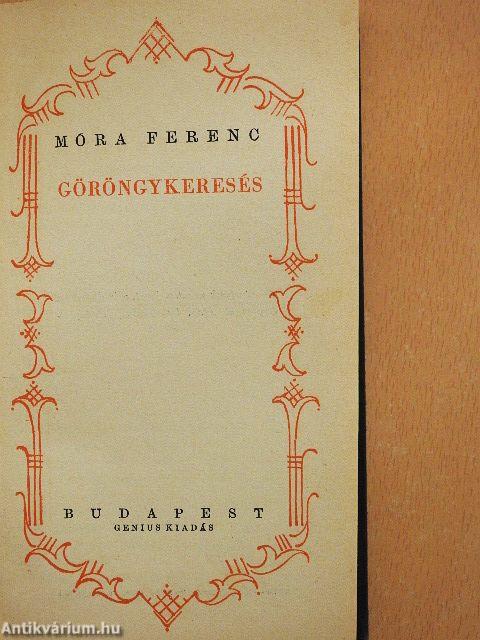 MÓRA FERENC
GÖRÖNGYKERESÉS
BUDAPEST
GENIUS KIADÁS
Antikvárium.hu